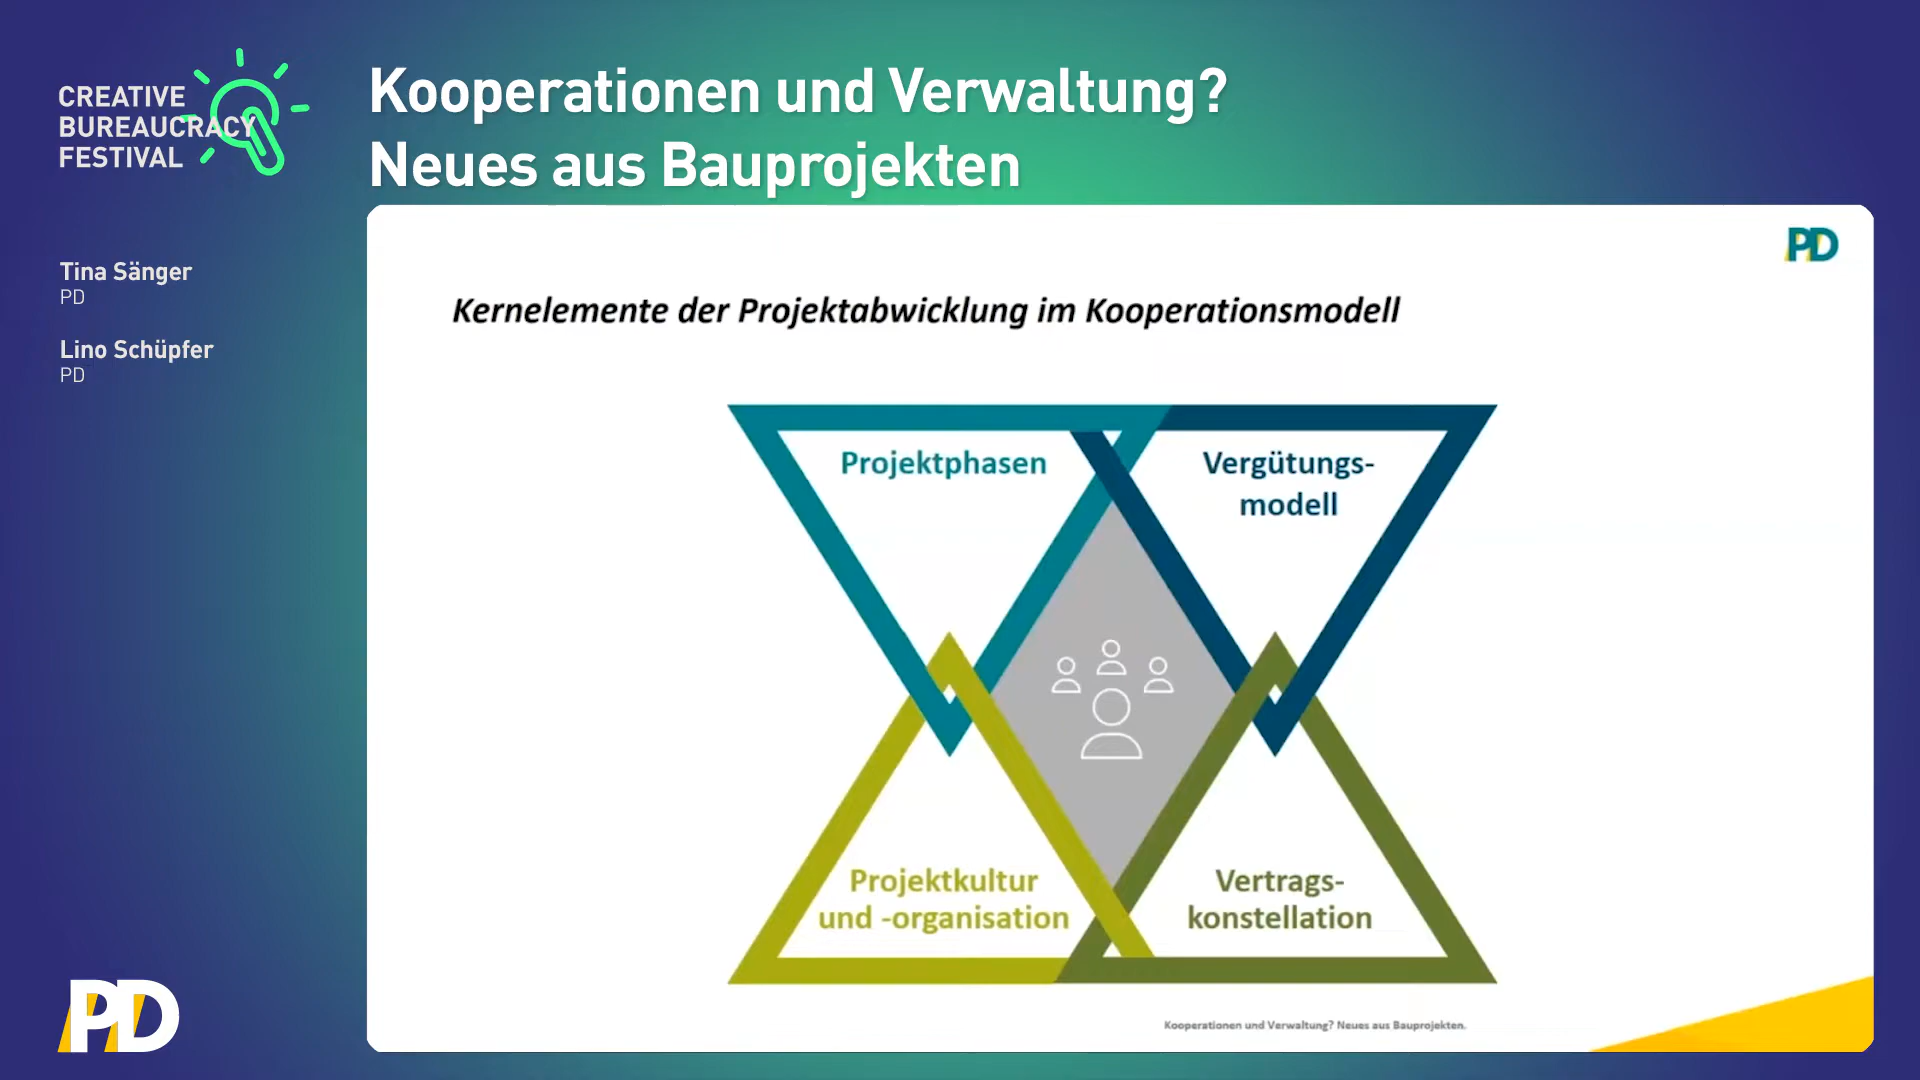 CREATIVE
BUREAUCRACY
FESTIVAL
Kooperationen und Verwaltung?
Neues aus Bauprojekten
Tina Sänger
PD
Lino Schüpfer
PD
PD
Kernelemente der Projektabwicklung im Kooperationsmodell
Projektphasen
Vergütungs-
modell
Projektkultur
und -organisation
Vertrags-
konstellation
Kooperationen und Verwaltung? Neues aus Bauprojekten.
PD